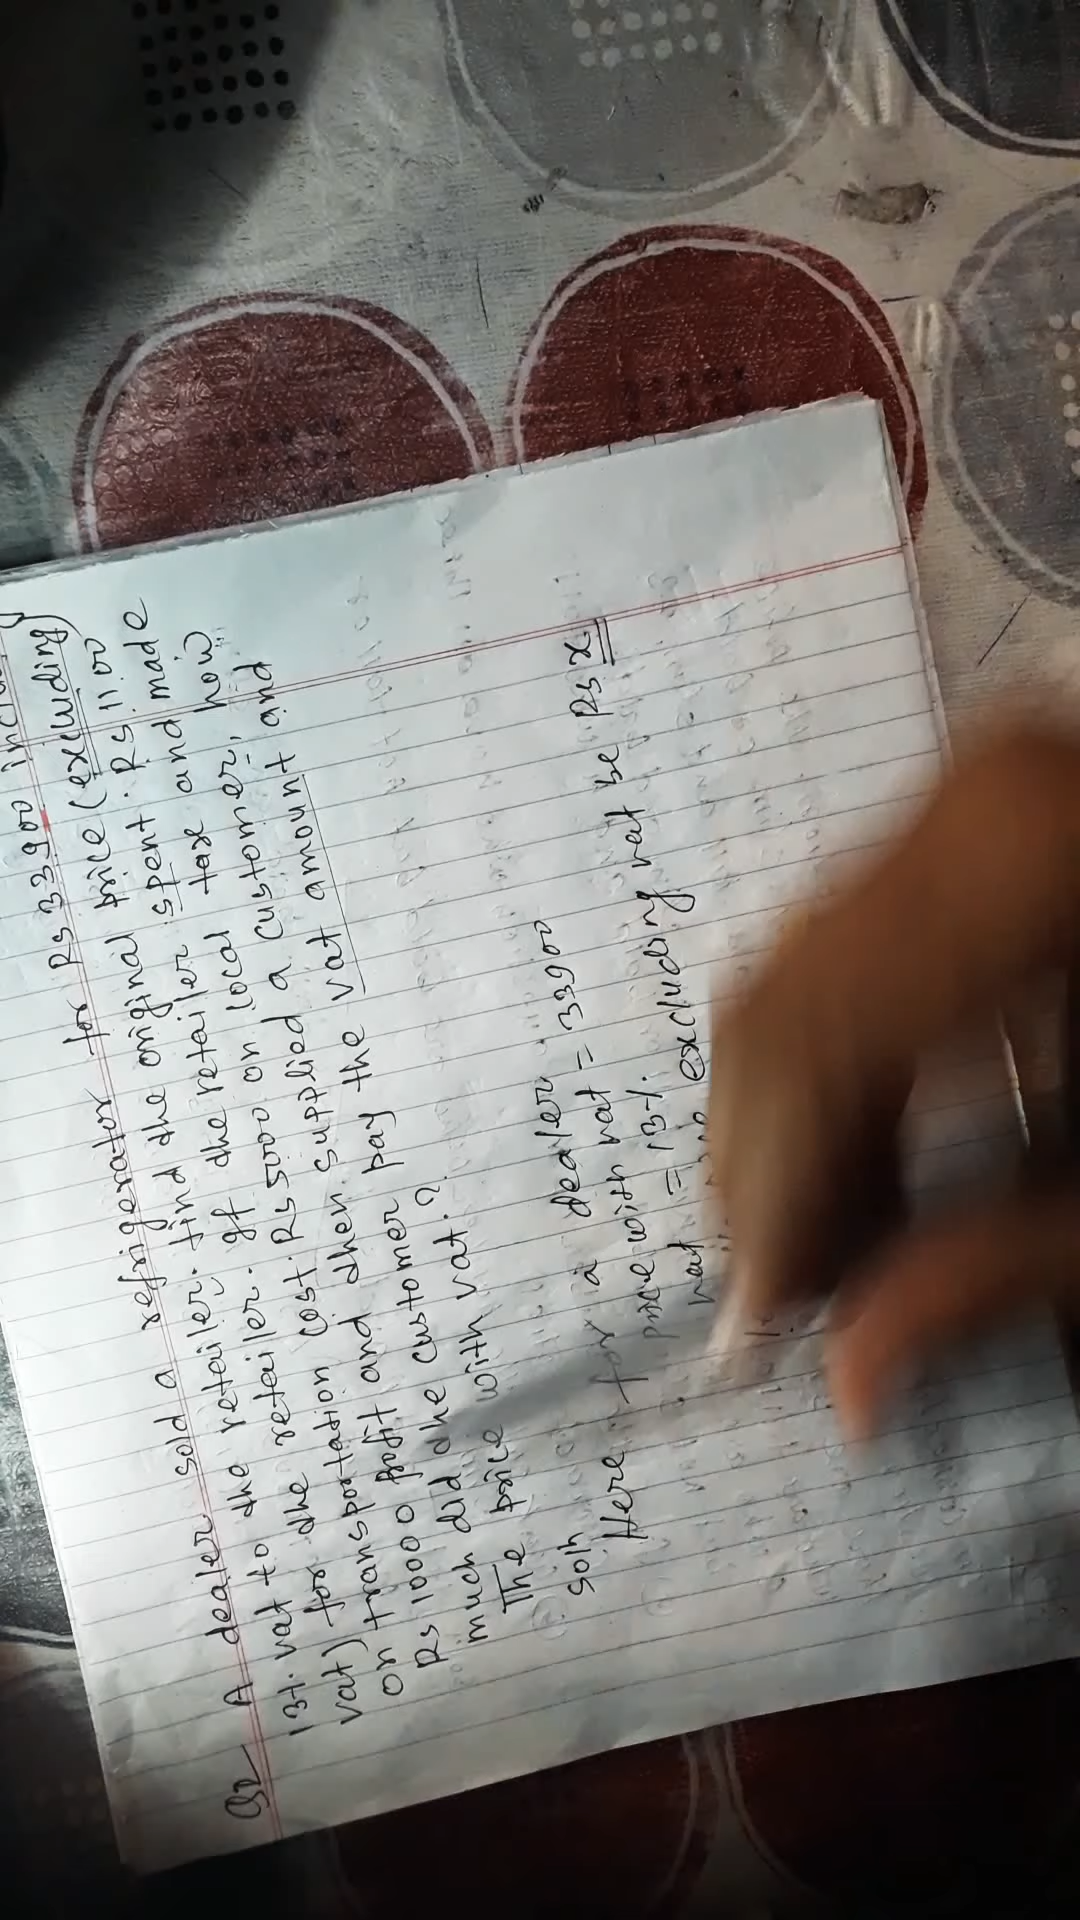 Q2 A dealer sold a refrigerator for Rs 33900
13%. vat to the retailer. find the original price (excluding
vat) for the retailer. If the retailer spent. RS. 1100
on transportation cost. Rs 5000 on local tax and made
Rs 10000 profit and then supplied a customer, how
much did the customer pay the vat amount and
The price with vat.?
Soln
Here for a dealer
price with vat = 33900
vat = 13%.
excluding vat be Rs x